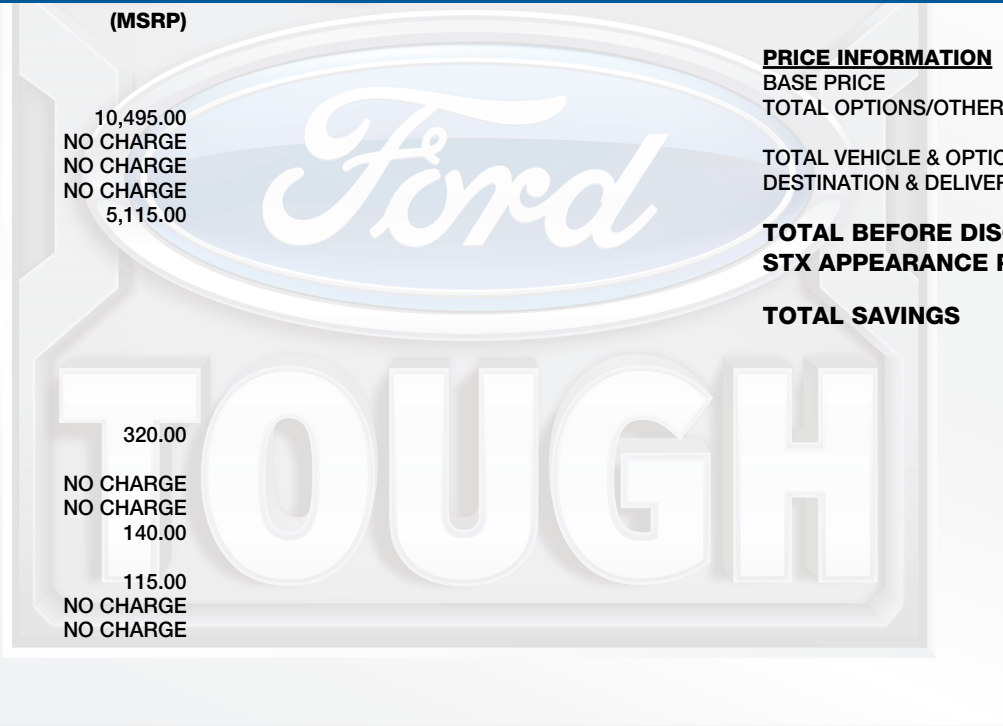 (MSRP)
10,495.00
NO CHARGE
NO CHARGE
NO CHARGE
5,115.00
320.00
NO CHARGE
NO CHARGE
140.00
115.00
NO CHARGE
NO CHARGE
Ford
TOUGH
PRICE INFORMATION
BASE PRICE
TOTAL OPTIONS/OTHER
TOTAL VEHICLE & OPTIO
DESTINATION & DELIVER
TOTAL BEFORE DIS
STX APPEARANCE P
TOTAL SAVINGS